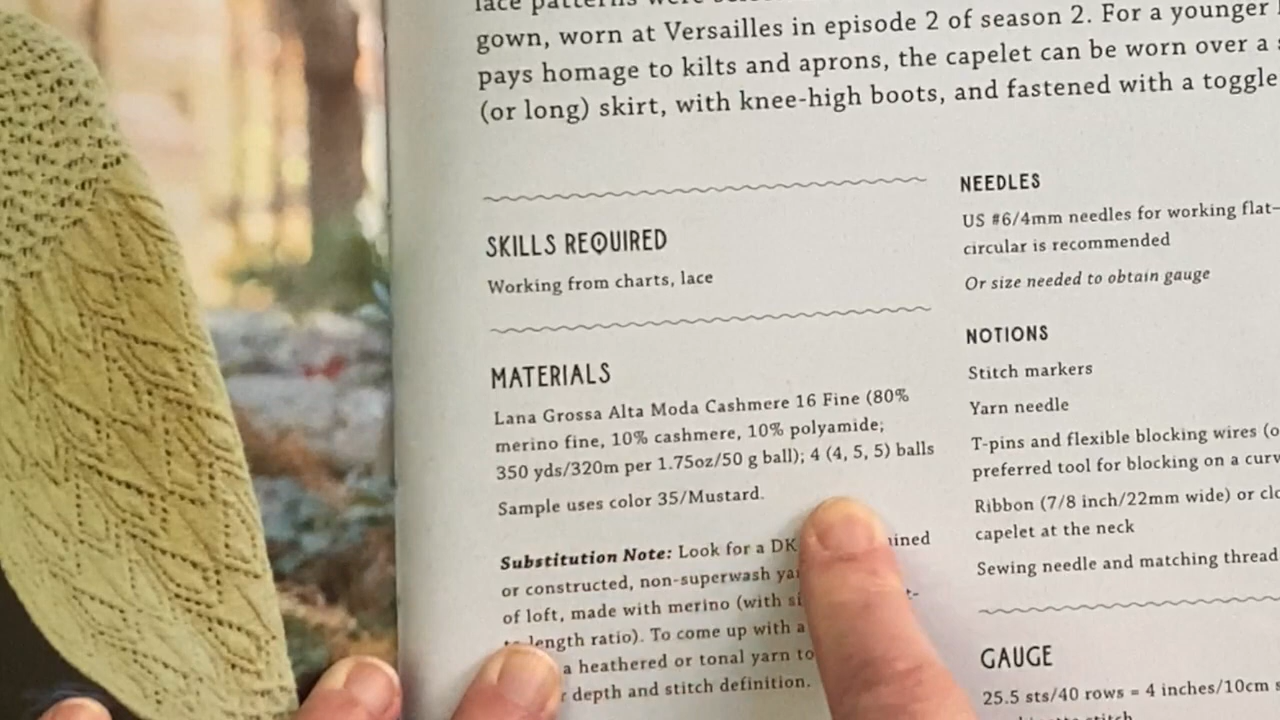 lace patterns were
gown, worn at Versailles in episode 2 of season 2. For a younger
pays homage to kilts and aprons, the capelet can be worn over a
(or long) skirt, with knee-high boots, and fastened with a toggle
SKILLS REQUIRED
Working from charts, lace
MATERIALS
Lana Grossa Alta Moda Cashmere 16 Fine (80%
merino fine, 10% cashmere, 10% polyamide;
350 yds/320m per 1.75oz/50 g ball); 4 (4, 5, 5) balls
Sample uses color 35/Mustard.
Substitution Note: Look for a DK
or constructed, non-superwash
of loft, made with merino (with
length ratio). To come up with a
a heathered or tonal yarn to
depth and stitch definition.
NEEDLES
US #6/4mm needles for working flat—
circular is recommended
Or size needed to obtain gauge
NOTIONS
Stitch markers
Yarn needle
T-pins and flexible blocking wires
preferred tool for blocking on a
Ribbon (7/8 inch/22mm wide) or
capelet at the neck
Sewing needle and matching thread
GAUGE
25.5 sts/40 rows = 4 inches/10cm
stitch